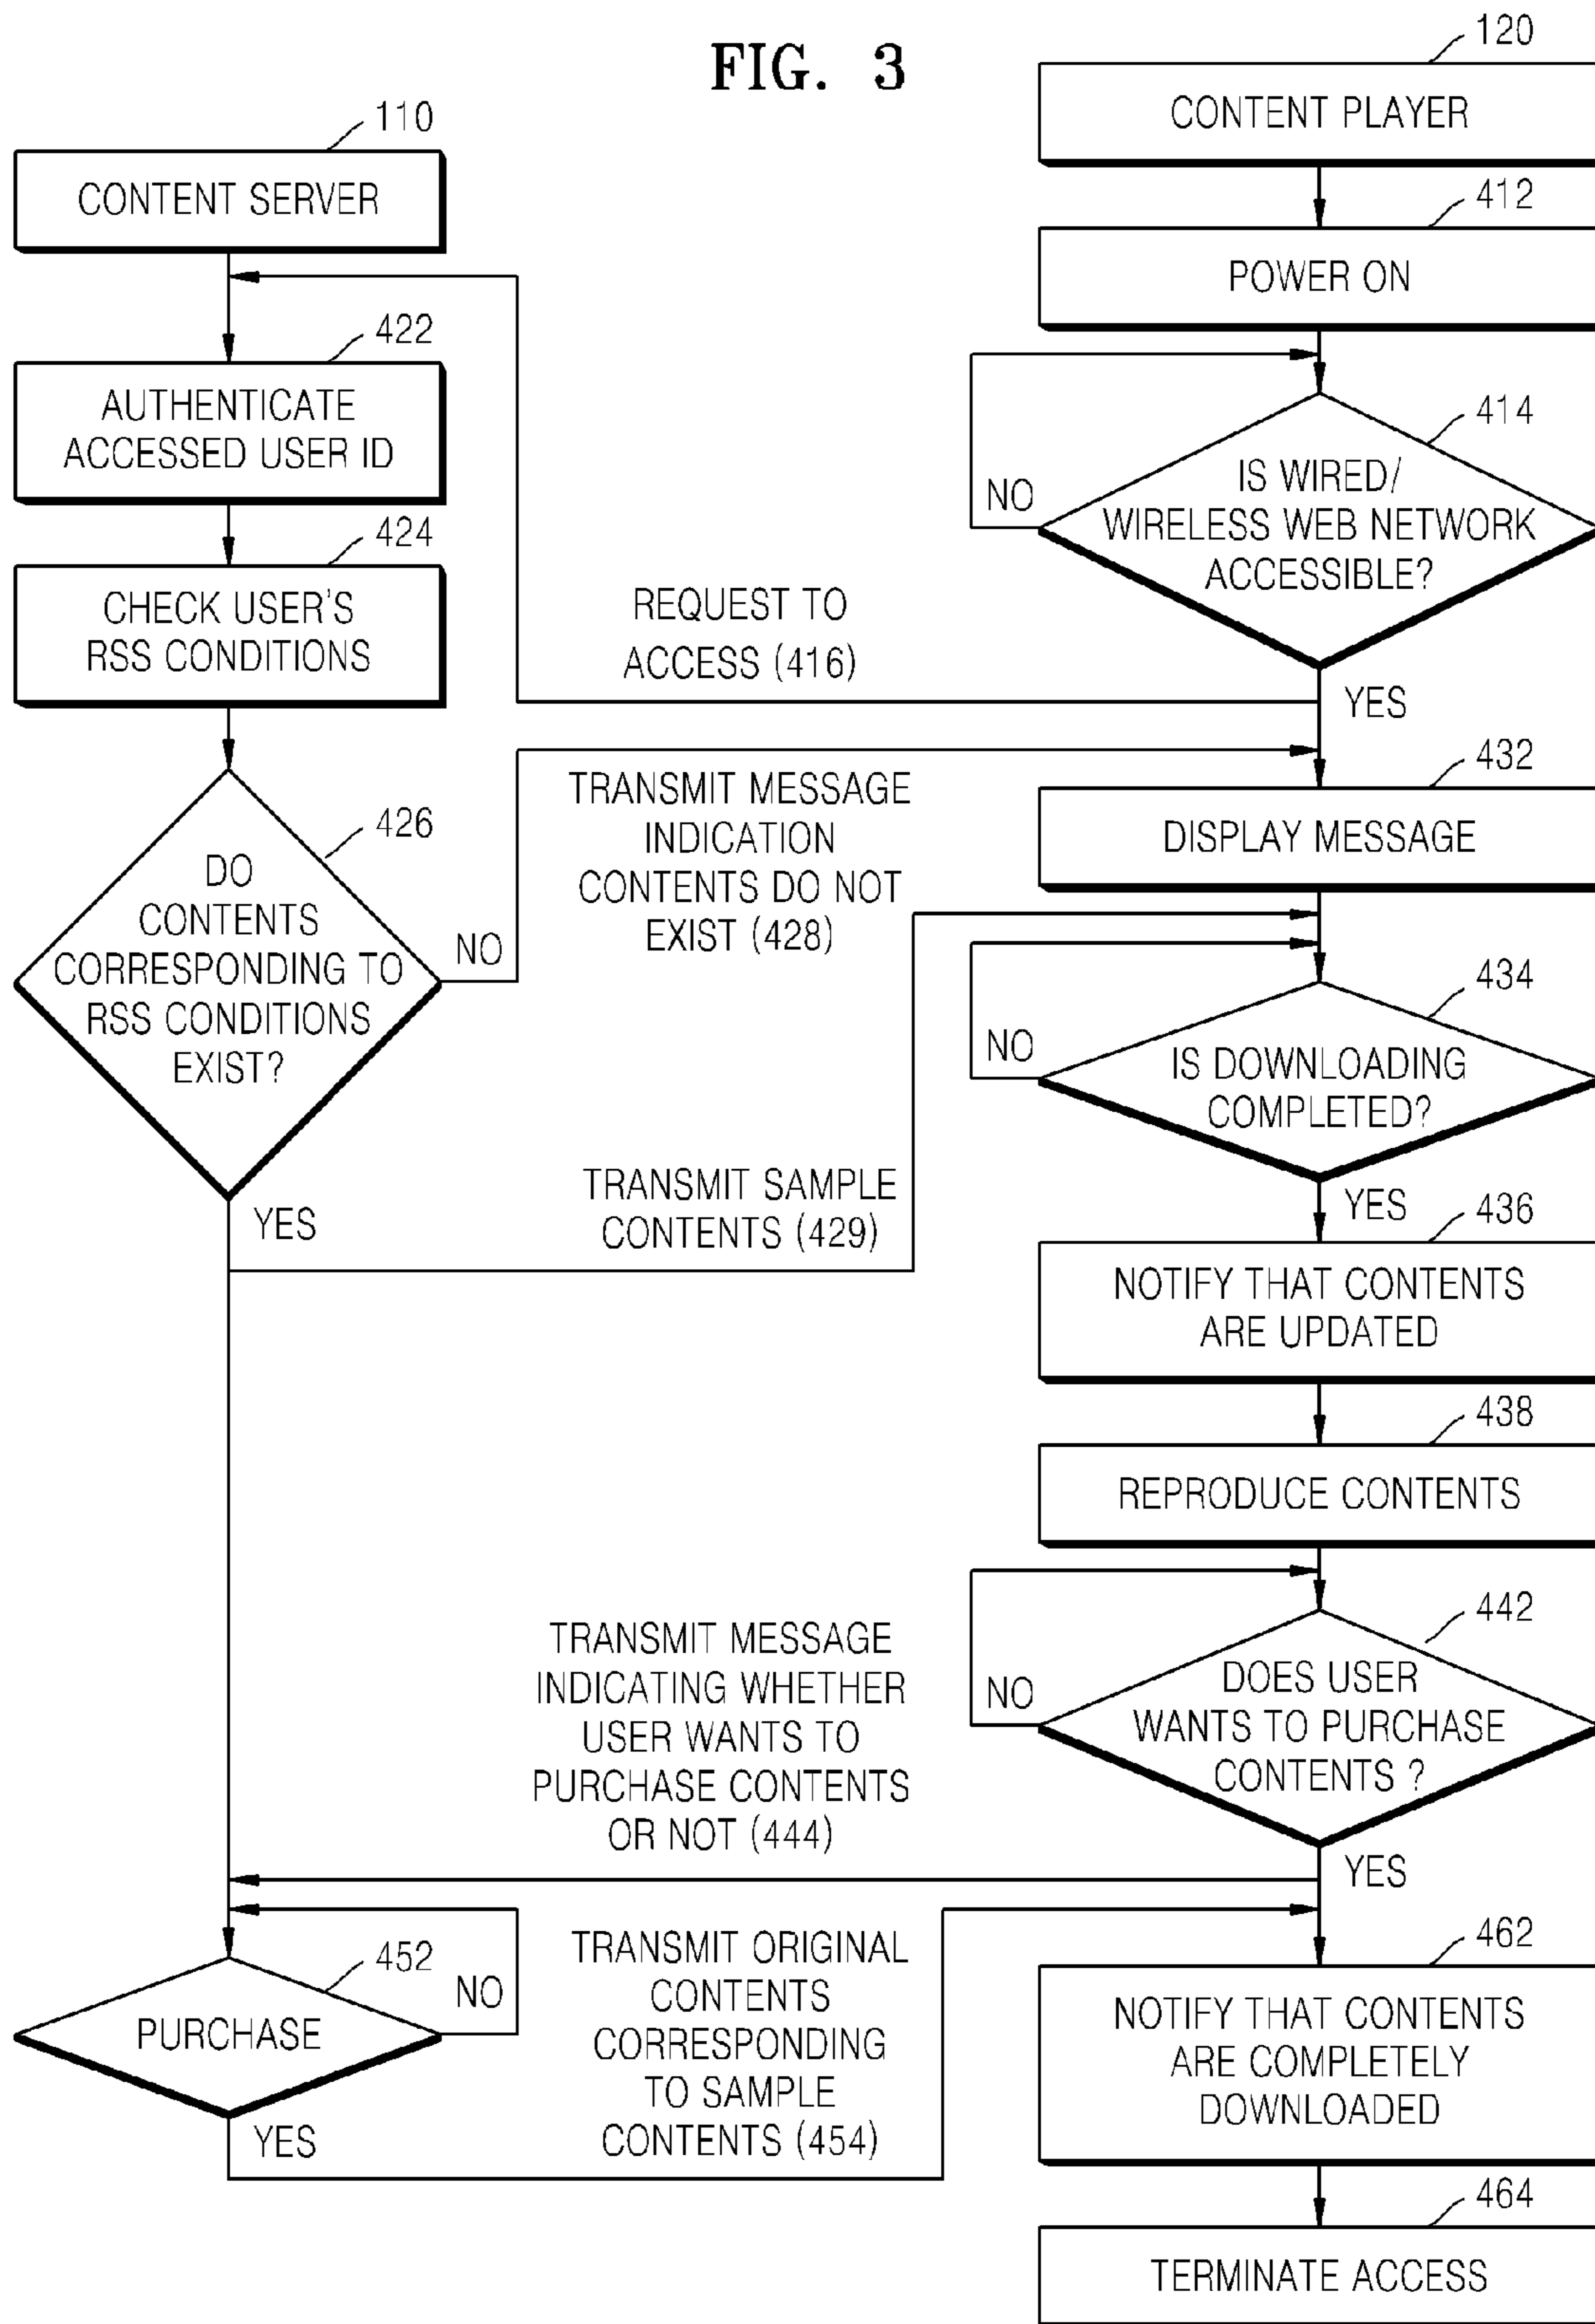 FIG. 3
110
CONTENT SERVER
422
AUTHENTICATE
ACCESSED USER ID
424
CHECK USER'S
RSS CONDITIONS
426
DO
CONTENTS
CORRESPONDING TO
RSS CONDITIONS
EXIST?
NO
YES
452
PURCHASE
NO
YES
REQUEST TO
ACCESS (416)
TRANSMIT MESSAGE
INDICATION
CONTENTS DO NOT
EXIST (428)
TRANSMIT SAMPLE
CONTENTS (429)
TRANSMIT MESSAGE
INDICATING WHETHER
USER WANTS TO
PURCHASE CONTENTS
OR NOT (444)
TRANSMIT ORIGINAL
CONTENTS
CORRESPONDING
TO SAMPLE
CONTENTS (454)
120
CONTENT PLAYER
412
POWER ON
414
IS WIRED/
WIRELESS WEB NETWORK
ACCESSIBLE?
NO
YES
432
DISPLAY MESSAGE
434
IS DOWNLOADING
COMPLETED?
NO
YES
436
NOTIFY THAT CONTENTS
ARE UPDATED
438
REPRODUCE CONTENTS
442
DOES USER
WANTS TO PURCHASE
CONTENTS ?
NO
YES
462
NOTIFY THAT CONTENTS
ARE COMPLETELY
DOWNLOADED
464
TERMINATE ACCESS